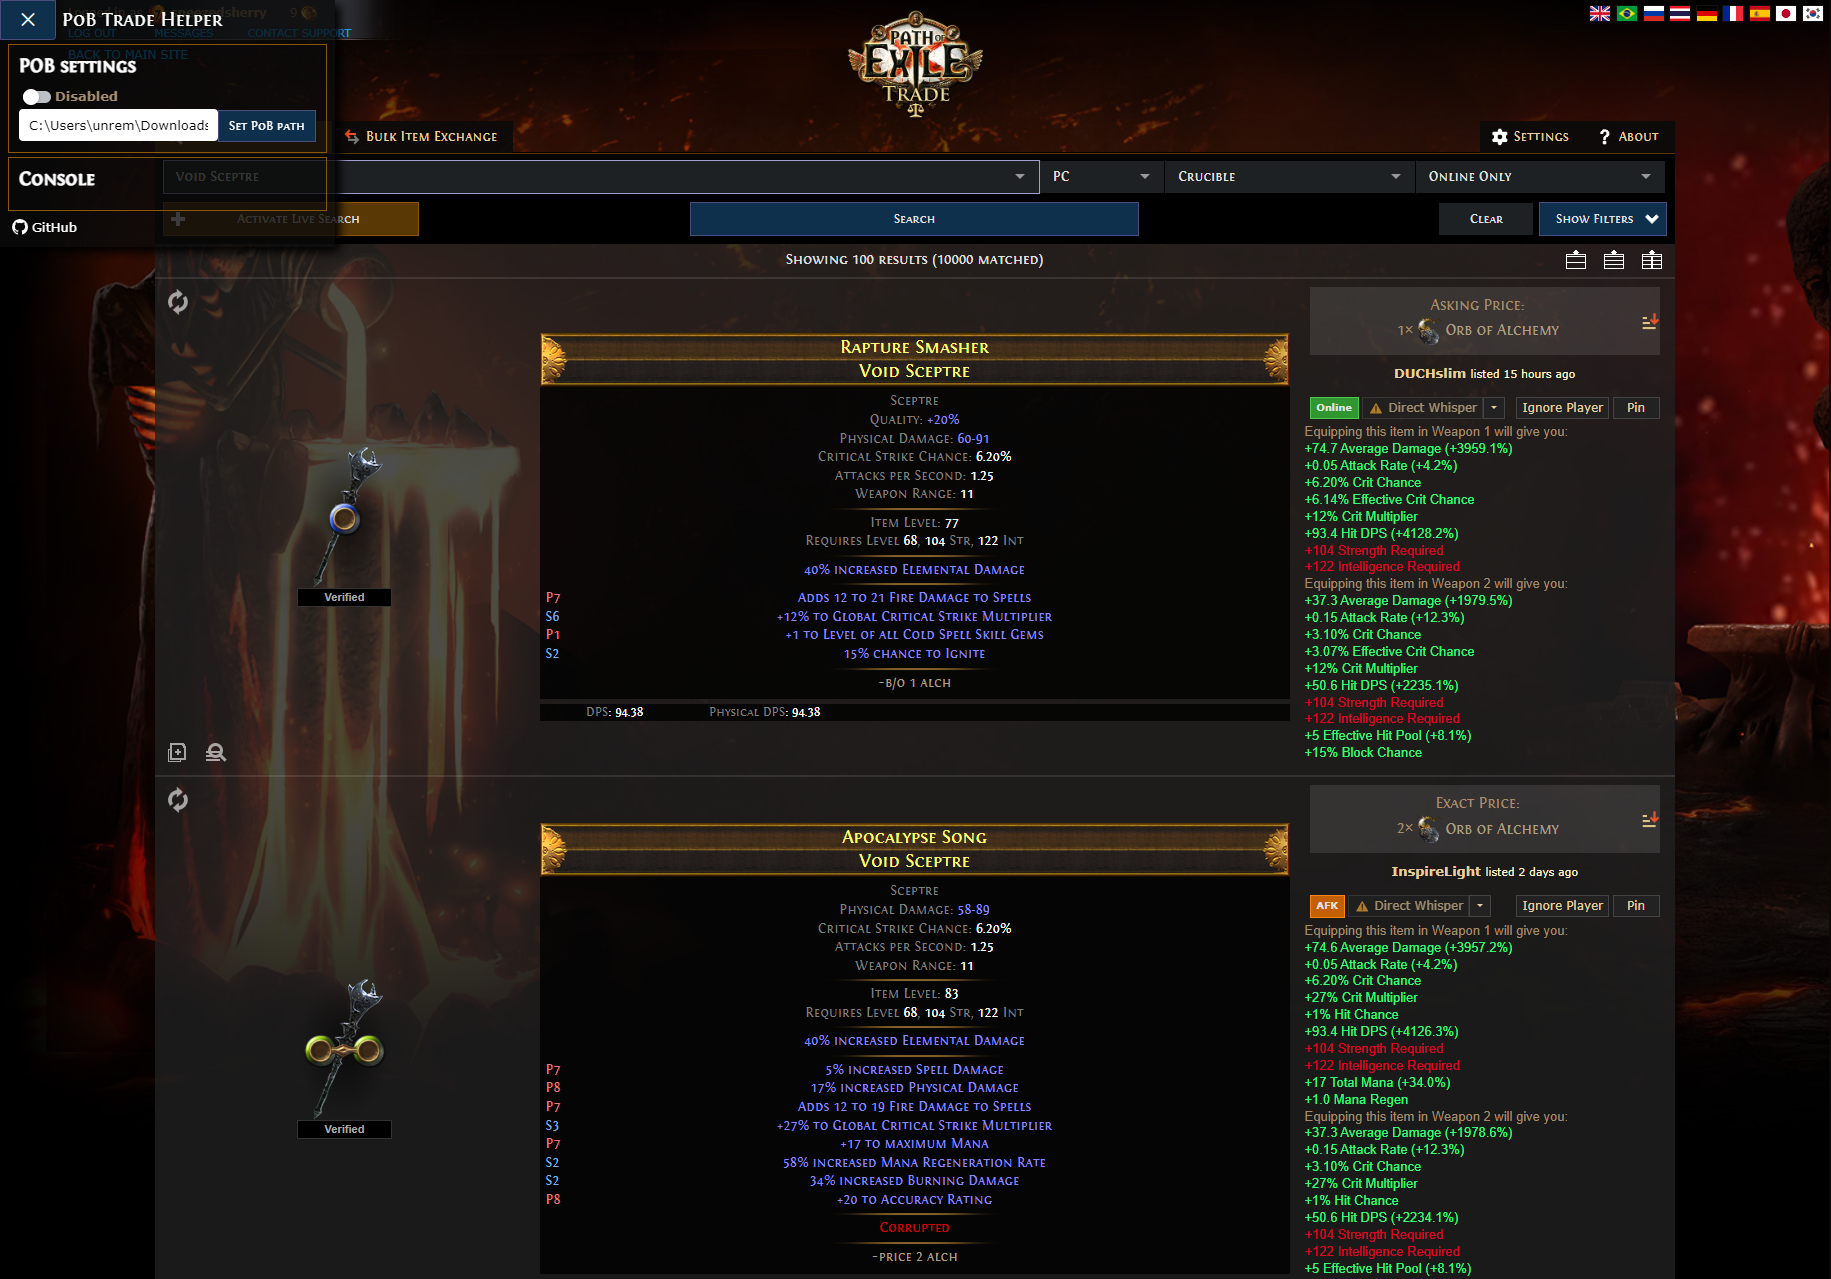 PoB Trade Helper
LOG OUT
MESSAGES
CONTACT SUPPORT
BACK TO MAIN SITE
POB settings
Disabled
C:\Users\unrem\Downloads
Set PoB path
Console
GitHub
PATH OF
EXILE
TRADE
Bulk Item Exchange
Settings
? About
Void Sceptre
PC
Crucible
Online Only
Activate Live Search
Search
Clear
Show Filters
Showing 100 results (10000 matched)
Rapture Smasher
Void Sceptre
Sceptre
Quality: +20%
Physical Damage: 60-91
Critical Strike Chance: 6.20%
Attacks per Second: 1.25
Weapon Range: 11
Item Level: 77
Requires Level 68, 104 Str, 122 Int
40% increased Elemental Damage
P7 Adds 12 to 21 Fire Damage to Spells
S6 +12% to Global Critical Strike Multiplier
P1 +1 to Level of all Cold Spell Skill Gems
S2 15% chance to Ignite
~b/o 1 alch
DPS: 94.38 Physical DPS: 94.38
Verified
Asking Price:
1× Orb of Alchemy
DUCHslim listed 15 hours ago
Online Direct Whisper Ignore Player Pin
Equipping this item in Weapon 1 will give you:
+74.7 Average Damage (+3959.1%)
+0.05 Attack Rate (+4.2%)
+6.20% Crit Chance
+6.14% Effective Crit Chance
+12% Crit Multiplier
+93.4 Hit DPS (+4128.2%)
+104 Strength Required
+122 Intelligence Required
Equipping this item in Weapon 2 will give you:
+37.3 Average Damage (+1979.5%)
+0.15 Attack Rate (+12.3%)
+3.10% Crit Chance
+3.07% Effective Crit Chance
+12% Crit Multiplier
+50.6 Hit DPS (+2235.1%)
+104 Strength Required
+122 Intelligence Required
+5 Effective Hit Pool (+8.1%)
+15% Block Chance
Apocalypse Song
Void Sceptre
Sceptre
Physical Damage: 58-89
Critical Strike Chance: 6.20%
Attacks per Second: 1.25
Weapon Range: 11
Item Level: 83
Requires Level 68, 104 Str, 122 Int
40% increased Elemental Damage
P7 5% increased Spell Damage
P8 17% increased Physical Damage
P7 Adds 12 to 19 Fire Damage to Spells
S3 +27% to Global Critical Strike Multiplier
P7 +17 to maximum Mana
S2 58% increased Mana Regeneration Rate
S2 34% increased Burning Damage
P8 +20 to Accuracy Rating
Corrupted
~price 2 alch
Verified
Exact Price:
2× Orb of Alchemy
InspireLight listed 2 days ago
AFK Direct Whisper Ignore Player Pin
Equipping this item in Weapon 1 will give you:
+74.6 Average Damage (+3957.2%)
+0.05 Attack Rate (+4.2%)
+6.20% Crit Chance
+27% Crit Multiplier
+1% Hit Chance
+93.4 Hit DPS (+4126.3%)
+104 Strength Required
+122 Intelligence Required
+17 Total Mana (+34.0%)
+1.0 Mana Regen
Equipping this item in Weapon 2 will give you:
+37.3 Average Damage (+1978.6%)
+0.15 Attack Rate (+12.3%)
+3.10% Crit Chance
+27% Crit Multiplier
+1% Hit Chance
+50.6 Hit DPS (+2234.1%)
+104 Strength Required
+122 Intelligence Required
+5 Effective Hit Pool (+8.1%)